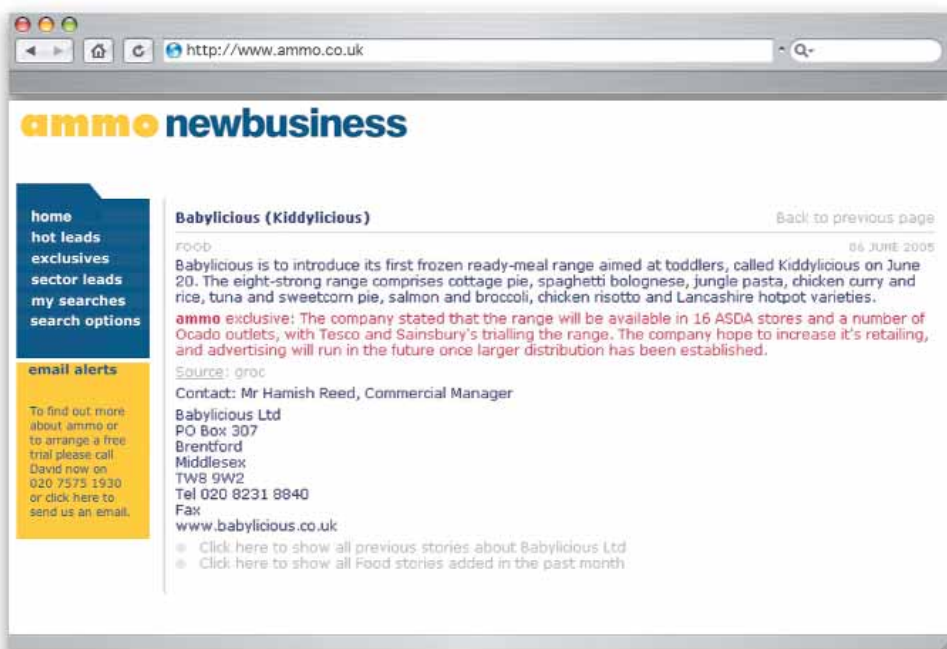 http://www.ammo.co.uk
ammo newbusiness
home
hot leads
exclusives
sector leads
my searches
search options
email alerts
To find out more
about ammo or
to arrange a free
trial please call
David now on
020 7575 1930
or click here to
send us an email.
Babylicious (Kiddylicious)
Back to previous page
FOOD
06 JUNE 2005
Babylicious is to introduce its first frozen ready-meal range aimed at toddlers, called Kiddylicious on June
20. The eight-strong range comprises cottage pie, spaghetti bolognese, jungle pasta, chicken curry and
rice, tuna and sweetcorn pie, salmon and broccoli, chicken risotto and Lancashire hotpot varieties.
ammo exclusive: The company stated that the range will be available in 16 ASDA stores and a number of
Ocado outlets, with Tesco and Sainsbury's trialling the range. The company hope to increase it's retailing,
and advertising will run in the future once larger distribution has been established.
Source: groc
Contact: Mr Hamish Reed, Commercial Manager
Babylicious Ltd
PO Box 307
Brentford
Middlesex
TW8 9W2
Tel 020 8231 8840
Fax
www.babylicious.co.uk
Click here to show all previous stories about Babylicious Ltd
Click here to show all Food stories added in the past month